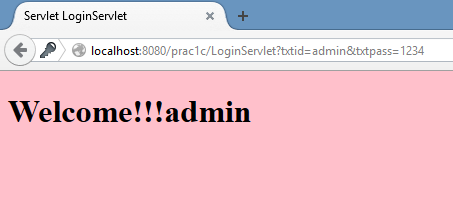 Servlet LoginServlet
localhost:8080/prac1c/LoginServlet?txtid=admin&txtpass=1234
Welcome!!!admin